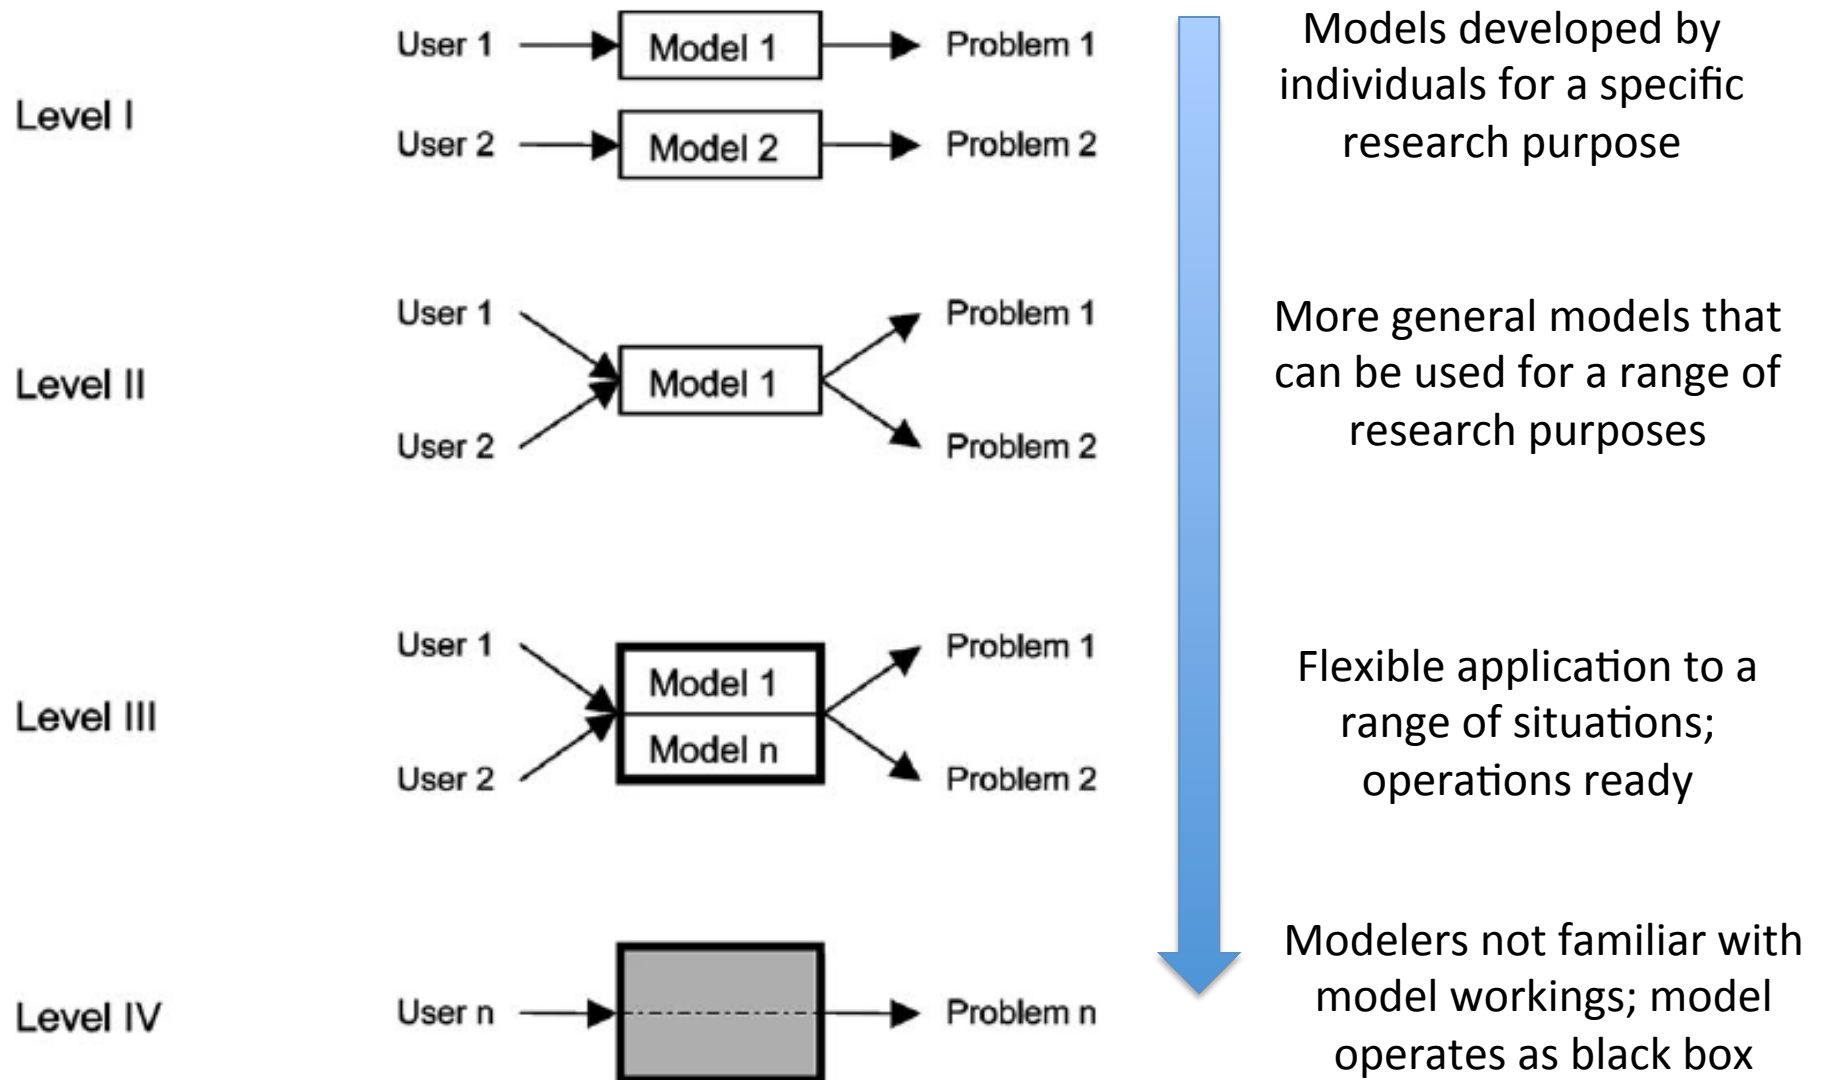 Level I
User 1
Model 1
Problem 1
User 2
Model 2
Problem 2
Models developed by
individuals for a specific
research purpose
Level II
User 1
User 2
Model 1
Problem 1
Problem 2
More general models that
can be used for a range of
research purposes
Level III
User 1
User 2
Model 1
Model n
Problem 1
Problem 2
Flexible application to a
range of situations;
operations ready
Level IV
User n
Problem n
Modelers not familiar with
model workings; model
operates as black box